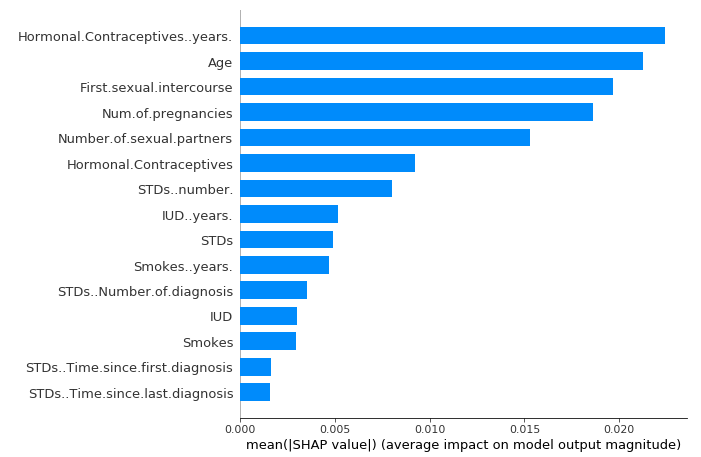 Hormonal.Contraceptives..years.
Age
First.sexual.intercourse
Num.of.pregnancies
Number.of.sexual.partners
Hormonal.Contraceptives
STDs..number.
IUD..years.
STDs
Smokes..years.
STDs..Number.of.diagnosis
IUD
Smokes
STDs..Time.since.first.diagnosis
STDs..Time.since.last.diagnosis
0.000 0.005 0.010 0.015 0.020
mean(|SHAP value|) (average impact on model output magnitude)